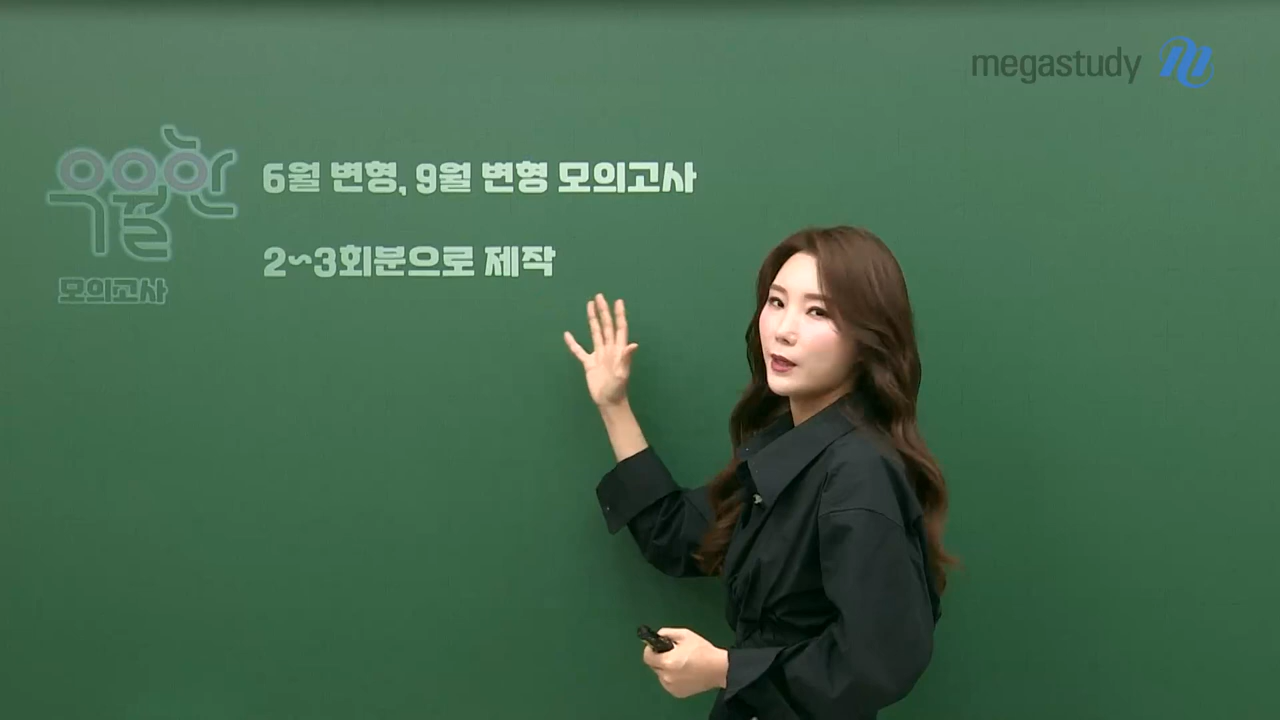 megastudy
우월한
모의고사
6월 변형, 9월 변형 모의고사
2~3회분으로 제작